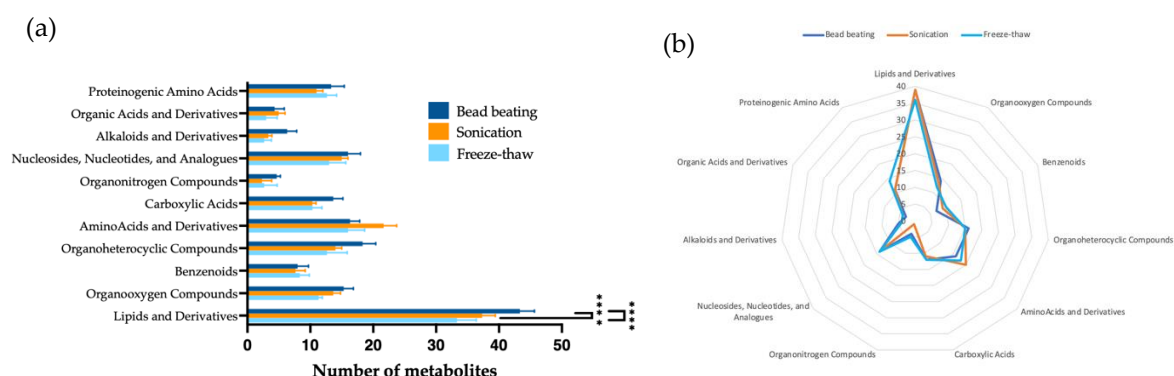 (a)
Proteinogenic Amino Acids
Organic Acids and Derivatives
Alkaloids and Derivatives
Nucleosides, Nucleotides, and Analogues
Organonitrogen Compounds
Carboxylic Acids
AminoAcids and Derivatives
Organoheterocyclic Compounds
Benzenoids
Organooxygen Compounds
Lipids and Derivatives
0 10 20 30 40 50
Number of metabolites
Bead beating
Sonication
Freeze-thaw
****
****
(b)
Bead beating Sonication Freeze-thaw
Lipids and Derivatives
40
35
30
25
20
15
10
5
0
Organooxygen Compounds
Benzenoids
Organoheterocyclic Compounds
AminoAcids and Derivatives
Carboxylic Acids
Organonitrogen Compounds
Nucleosides, Nucleotides, and
Analogues
Alkaloids and Derivatives
Organic Acids and Derivatives
Proteinogenic Amino Acids